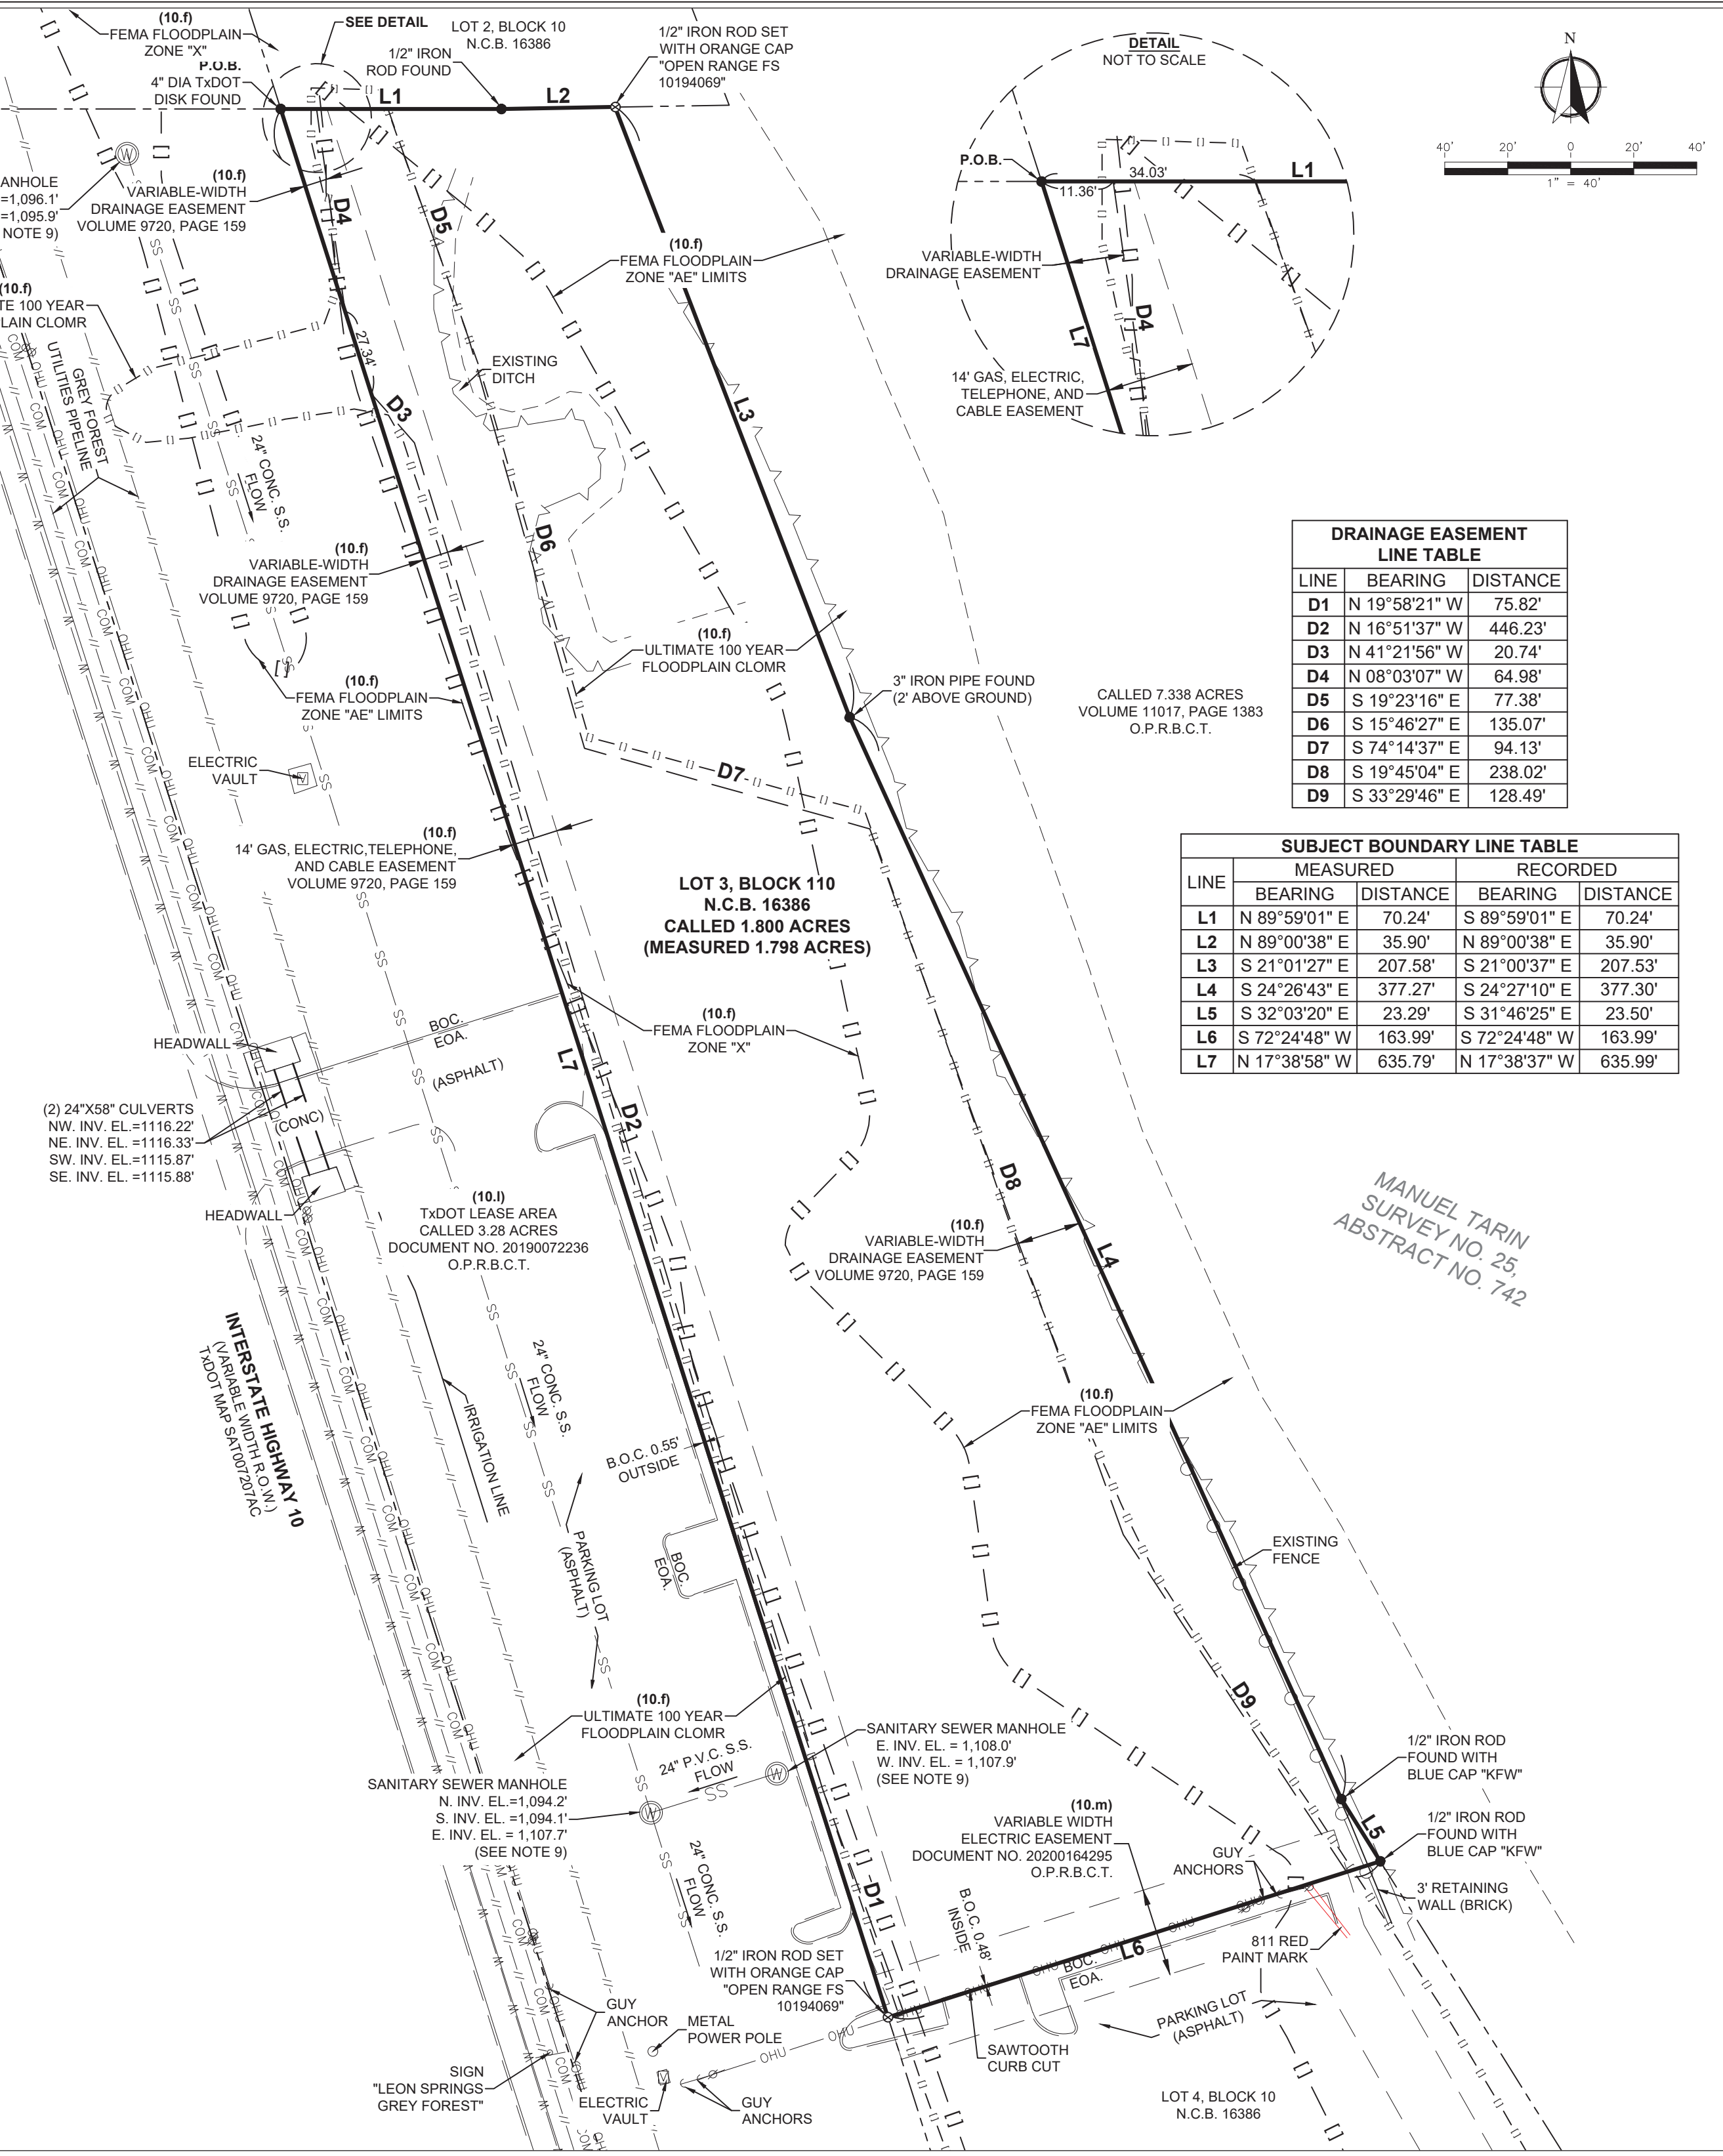 (10.f)
FEMA FLOODPLAIN
ZONE "X"
P.O.B.
4" DIA TxDOT
DISK FOUND
SEE DETAIL
1/2" IRON
ROD FOUND
LOT 2, BLOCK 10
N.C.B. 16386
1/2" IRON ROD SET
WITH ORANGE CAP
"OPEN RANGE FS
10194069"
L1
L2
DETAIL
NOT TO SCALE
P.O.B.
34.03'
11.36'
L1
VARIABLE-WIDTH
DRAINAGE EASEMENT
D4
L7
14' GAS, ELECTRIC,
TELEPHONE, AND
CABLE EASEMENT
N
40'
20'
0
20'
40'
1" = 40'
ANHOLE
=1,096.1'
=1,095.9'
NOTE 9)
(10.f)
VARIABLE-WIDTH
DRAINAGE EASEMENT
VOLUME 9720, PAGE 159
D4
D5
(10.f)
FEMA FLOODPLAIN
ZONE "AE" LIMITS
(10.f)
TE 100 YEAR
LAIN CLOMR
GREY FOREST
UTILITIES PIPELINE
27.34'
EXISTING
DITCH
D3
L3
24" CONC. S.S.
FLOW
D6
(10.f)
VARIABLE-WIDTH
DRAINAGE EASEMENT
VOLUME 9720, PAGE 159
DRAINAGE EASEMENT
LINE TABLE
LINE BEARING DISTANCE
D1 N 19°58'21" W 75.82'
D2 N 16°51'37" W 446.23'
D3 N 41°21'56" W 20.74'
D4 N 08°03'07" W 64.98'
D5 S 19°23'16" E 77.38'
D6 S 15°46'27" E 135.07'
D7 S 74°14'37" E 94.13'
D8 S 19°45'04" E 238.02'
D9 S 33°29'46" E 128.49'
(10.f)
ULTIMATE 100 YEAR
FLOODPLAIN CLOMR
(10.f)
FEMA FLOODPLAIN
ZONE "AE" LIMITS
3" IRON PIPE FOUND
(2' ABOVE GROUND)
CALLED 7.338 ACRES
VOLUME 11017, PAGE 1383
O.P.R.B.C.T.
ELECTRIC
VAULT
D7
(10.f)
14' GAS, ELECTRIC,TELEPHONE,
AND CABLE EASEMENT
VOLUME 9720, PAGE 159
LOT 3, BLOCK 110
N.C.B. 16386
CALLED 1.800 ACRES
(MEASURED 1.798 ACRES)
SUBJECT BOUNDARY LINE TABLE
LINE MEASURED RECORDED
BEARING DISTANCE BEARING DISTANCE
L1 N 89°59'01" E 70.24' S 89°59'01" E 70.24'
L2 N 89°00'38" E 35.90' N 89°00'38" E 35.90'
L3 S 21°01'27" E 207.58' S 21°00'37" E 207.53'
L4 S 24°26'43" E 377.27' S 24°27'10" E 377.30'
L5 S 32°03'20" E 23.29' S 31°46'25" E 23.50'
L6 S 72°24'48" W 163.99' S 72°24'48" W 163.99'
L7 N 17°38'58" W 635.79' N 17°38'37" W 635.99'
(10.f)
FEMA FLOODPLAIN
ZONE "X"
HEADWALL
BOC.
EOA.
(ASPHALT)
L7
D2
(2) 24"X58" CULVERTS
NW. INV. EL.=1116.22'
NE. INV. EL. =1116.33'
SW. INV. EL.=1115.87'
SE. INV. EL. =1115.88'
(CONC)
HEADWALL
(10.l)
TxDOT LEASE AREA
CALLED 3.28 ACRES
DOCUMENT NO. 20190072236
O.P.R.B.C.T.
D8
(10.f)
VARIABLE-WIDTH
DRAINAGE EASEMENT
VOLUME 9720, PAGE 159
L4
MANUEL TARIN
SURVEY NO. 25,
ABSTRACT NO. 742
INTERSTATE HIGHWAY 10
(VARIABLE WIDTH R.O.W.)
TxDOT MAP SAT007207AC
IRRIGATION LINE
24" CONC. S.S.
FLOW
B.O.C. 0.55'
OUTSIDE
(10.f)
FEMA FLOODPLAIN
ZONE "AE" LIMITS
PARKING LOT
(ASPHALT)
BOC.
EOA.
EXISTING
FENCE
D9
(10.f)
ULTIMATE 100 YEAR
FLOODPLAIN CLOMR
24" P.V.C. S.S.
FLOW
SANITARY SEWER MANHOLE
E. INV. EL. = 1,108.0'
W. INV. EL. = 1,107.9'
(SEE NOTE 9)
SANITARY SEWER MANHOLE
N. INV. EL.=1,094.2'
S. INV. EL.=1,094.1'
E. INV. EL. = 1,107.7'
(SEE NOTE 9)
24" CONC. S.S.
FLOW
D1
(10.m)
VARIABLE WIDTH
ELECTRIC EASEMENT
DOCUMENT NO. 20200164295
O.P.R.B.C.T.
GUY
ANCHORS
1/2" IRON ROD
FOUND WITH
BLUE CAP "KFW"
L5
1/2" IRON ROD
FOUND WITH
BLUE CAP "KFW"
3' RETAINING
WALL (BRICK)
B.O.C. 0.48'
INSIDE
L6
BOC.
EOA.
811 RED
PAINT MARK
1/2" IRON ROD SET
WITH ORANGE CAP
"OPEN RANGE FS
10194069"
PARKING LOT
(ASPHALT)
GUY
ANCHOR
METAL
POWER POLE
SAWTOOTH
CURB CUT
SIGN
"LEON SPRINGS
GREY FOREST"
ELECTRIC
VAULT
GUY
ANCHORS
LOT 4, BLOCK 10
N.C.B. 16386